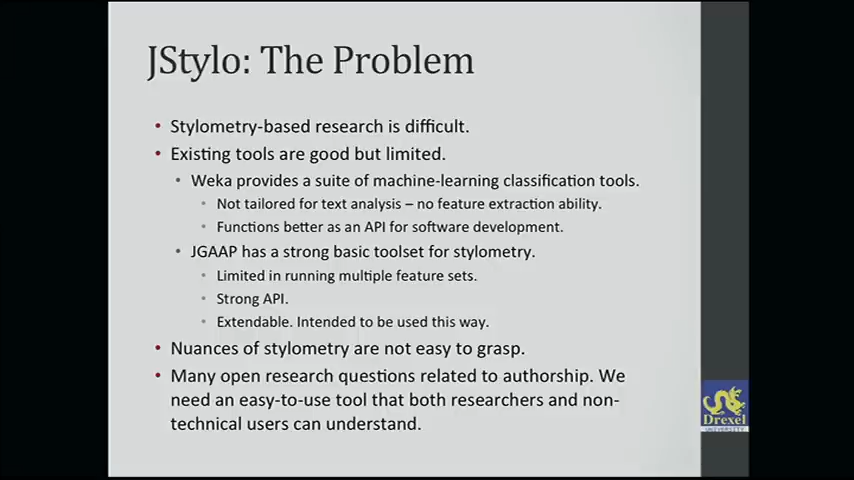 JStylo: The Problem
• Stylometry-based research is difficult.
• Existing tools are good but limited.
• Weka provides a suite of machine-learning classification tools.
• Not tailored for text analysis – no feature extraction ability.
• Functions better as an API for software development.
• JGAAP has a strong basic toolset for stylometry.
• Limited in running multiple feature sets.
• Strong API.
• Extendable. Intended to be used this way.
• Nuances of stylometry are not easy to grasp.
• Many open research questions related to authorship. We
need an easy-to-use tool that both researchers and non-
technical users can understand.
Drexel
UNIVERSITY